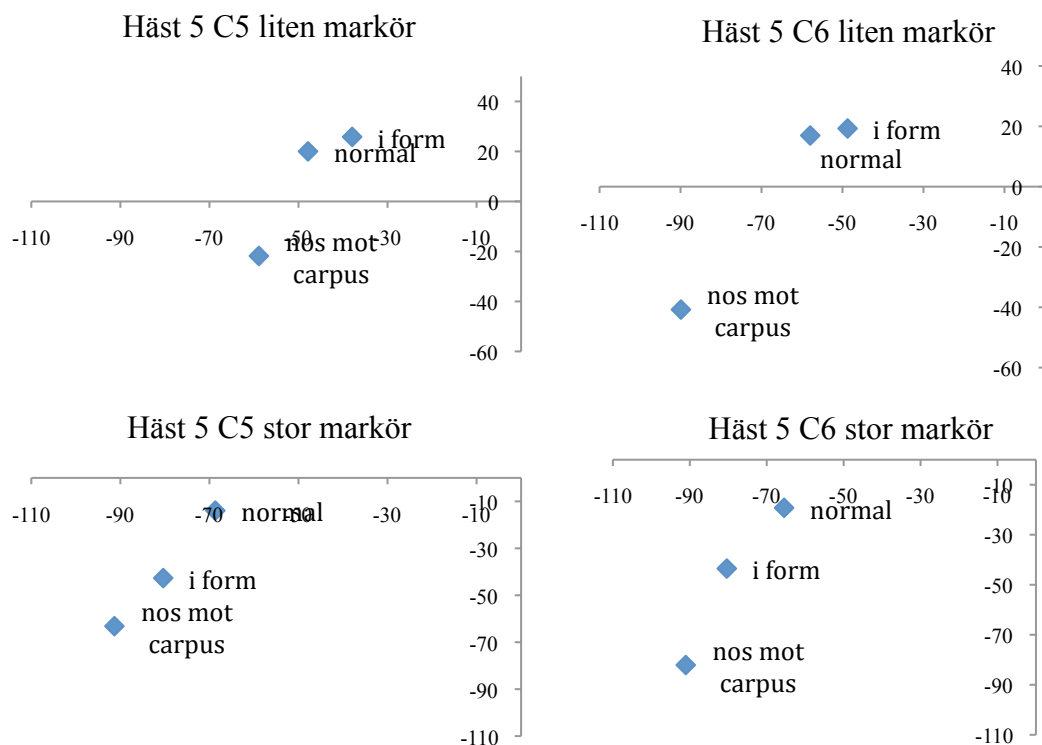 Häst 5 C5 liten markör
40
20
0
-20
-40
-60
-110 -90 -70 -50 -30 -10
i form
normal
nos mot
carpus
Häst 5 C6 liten markör
40
20
0
-20
-40
-60
-110 -90 -70 -50 -30 -10
i form
normal
nos mot
carpus
Häst 5 C5 stor markör
-110 -90 -70 -50 -30 -10
-10
-30
-50
-70
-90
-110
normal
i form
nos mot
carpus
Häst 5 C6 stor markör
-110 -90 -70 -50 -30 -10
-10
-30
-50
-70
-90
-110
normal
i form
nos mot
carpus